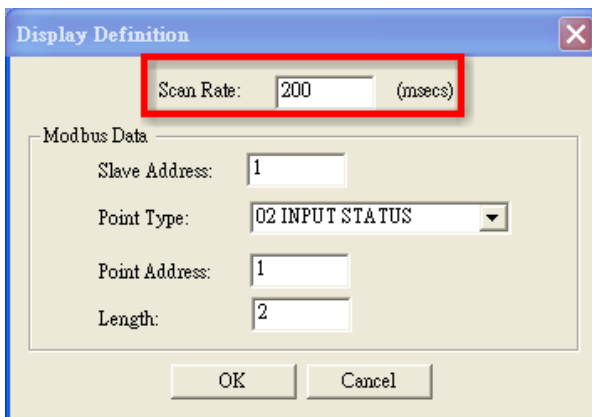 Display Definition
Scan Rate: 200 (msecs)
Modbus Data
Slave Address: 1
Point Type: 02 INPUT STATUS
Point Address: 1
Length: 2
OK Cancel